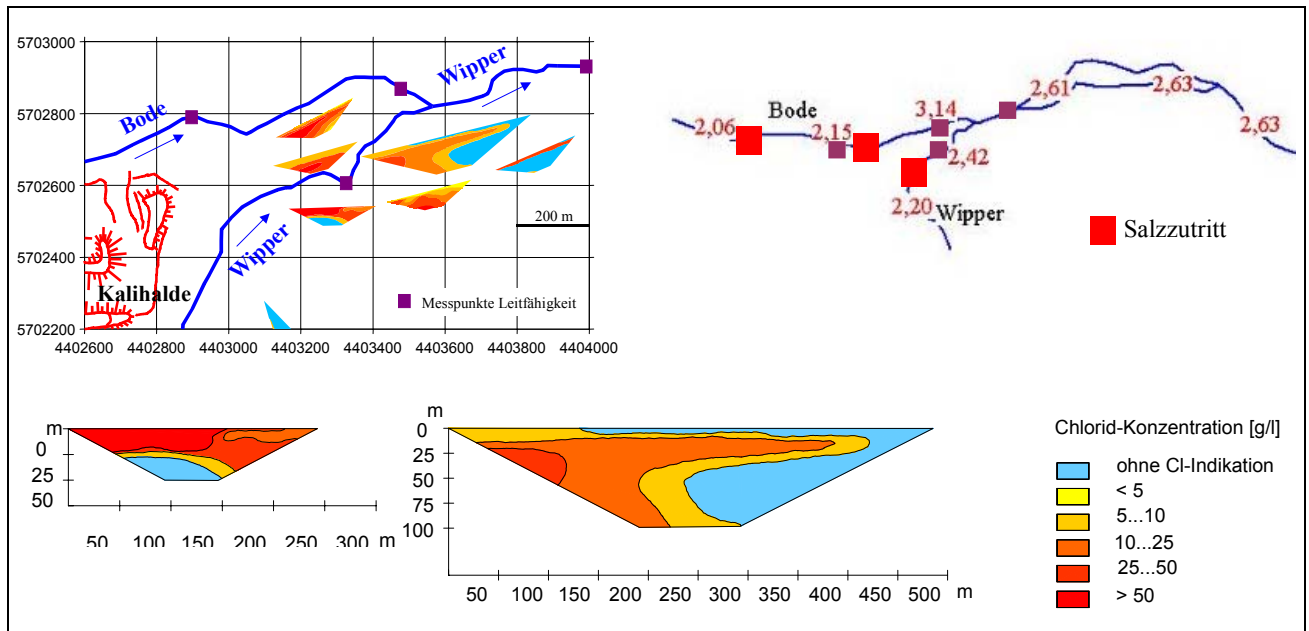 5703000
5702800
5702600
5702400
5702200
4402600 4402800 4403000 4403200 4403400 4403600 4403800 4404000
Bode
Wipper
Wipper
Kalihalde
200 m
Messpunkte Leitfähigkeit
2,06
Bode
2,15
3,14
2,61
2,63
2,63
2,42
2,20
Wipper
Salzzutritt
m
0
25
50
50 100 150 200 250 300 m
m
0
25
50
75
100
50 100 150 200 250 300 350 400 450 500 m
Chlorid-Konzentration [g/l]
ohne Cl-Indikation
< 5
5...10
10...25
25...50
> 50